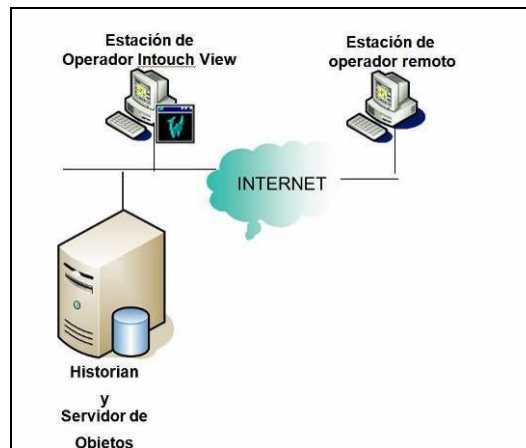 Estación de
Operador Intouch View
Estación de
operador remoto
INTERNET
Historian
y
Servidor de
Objetos